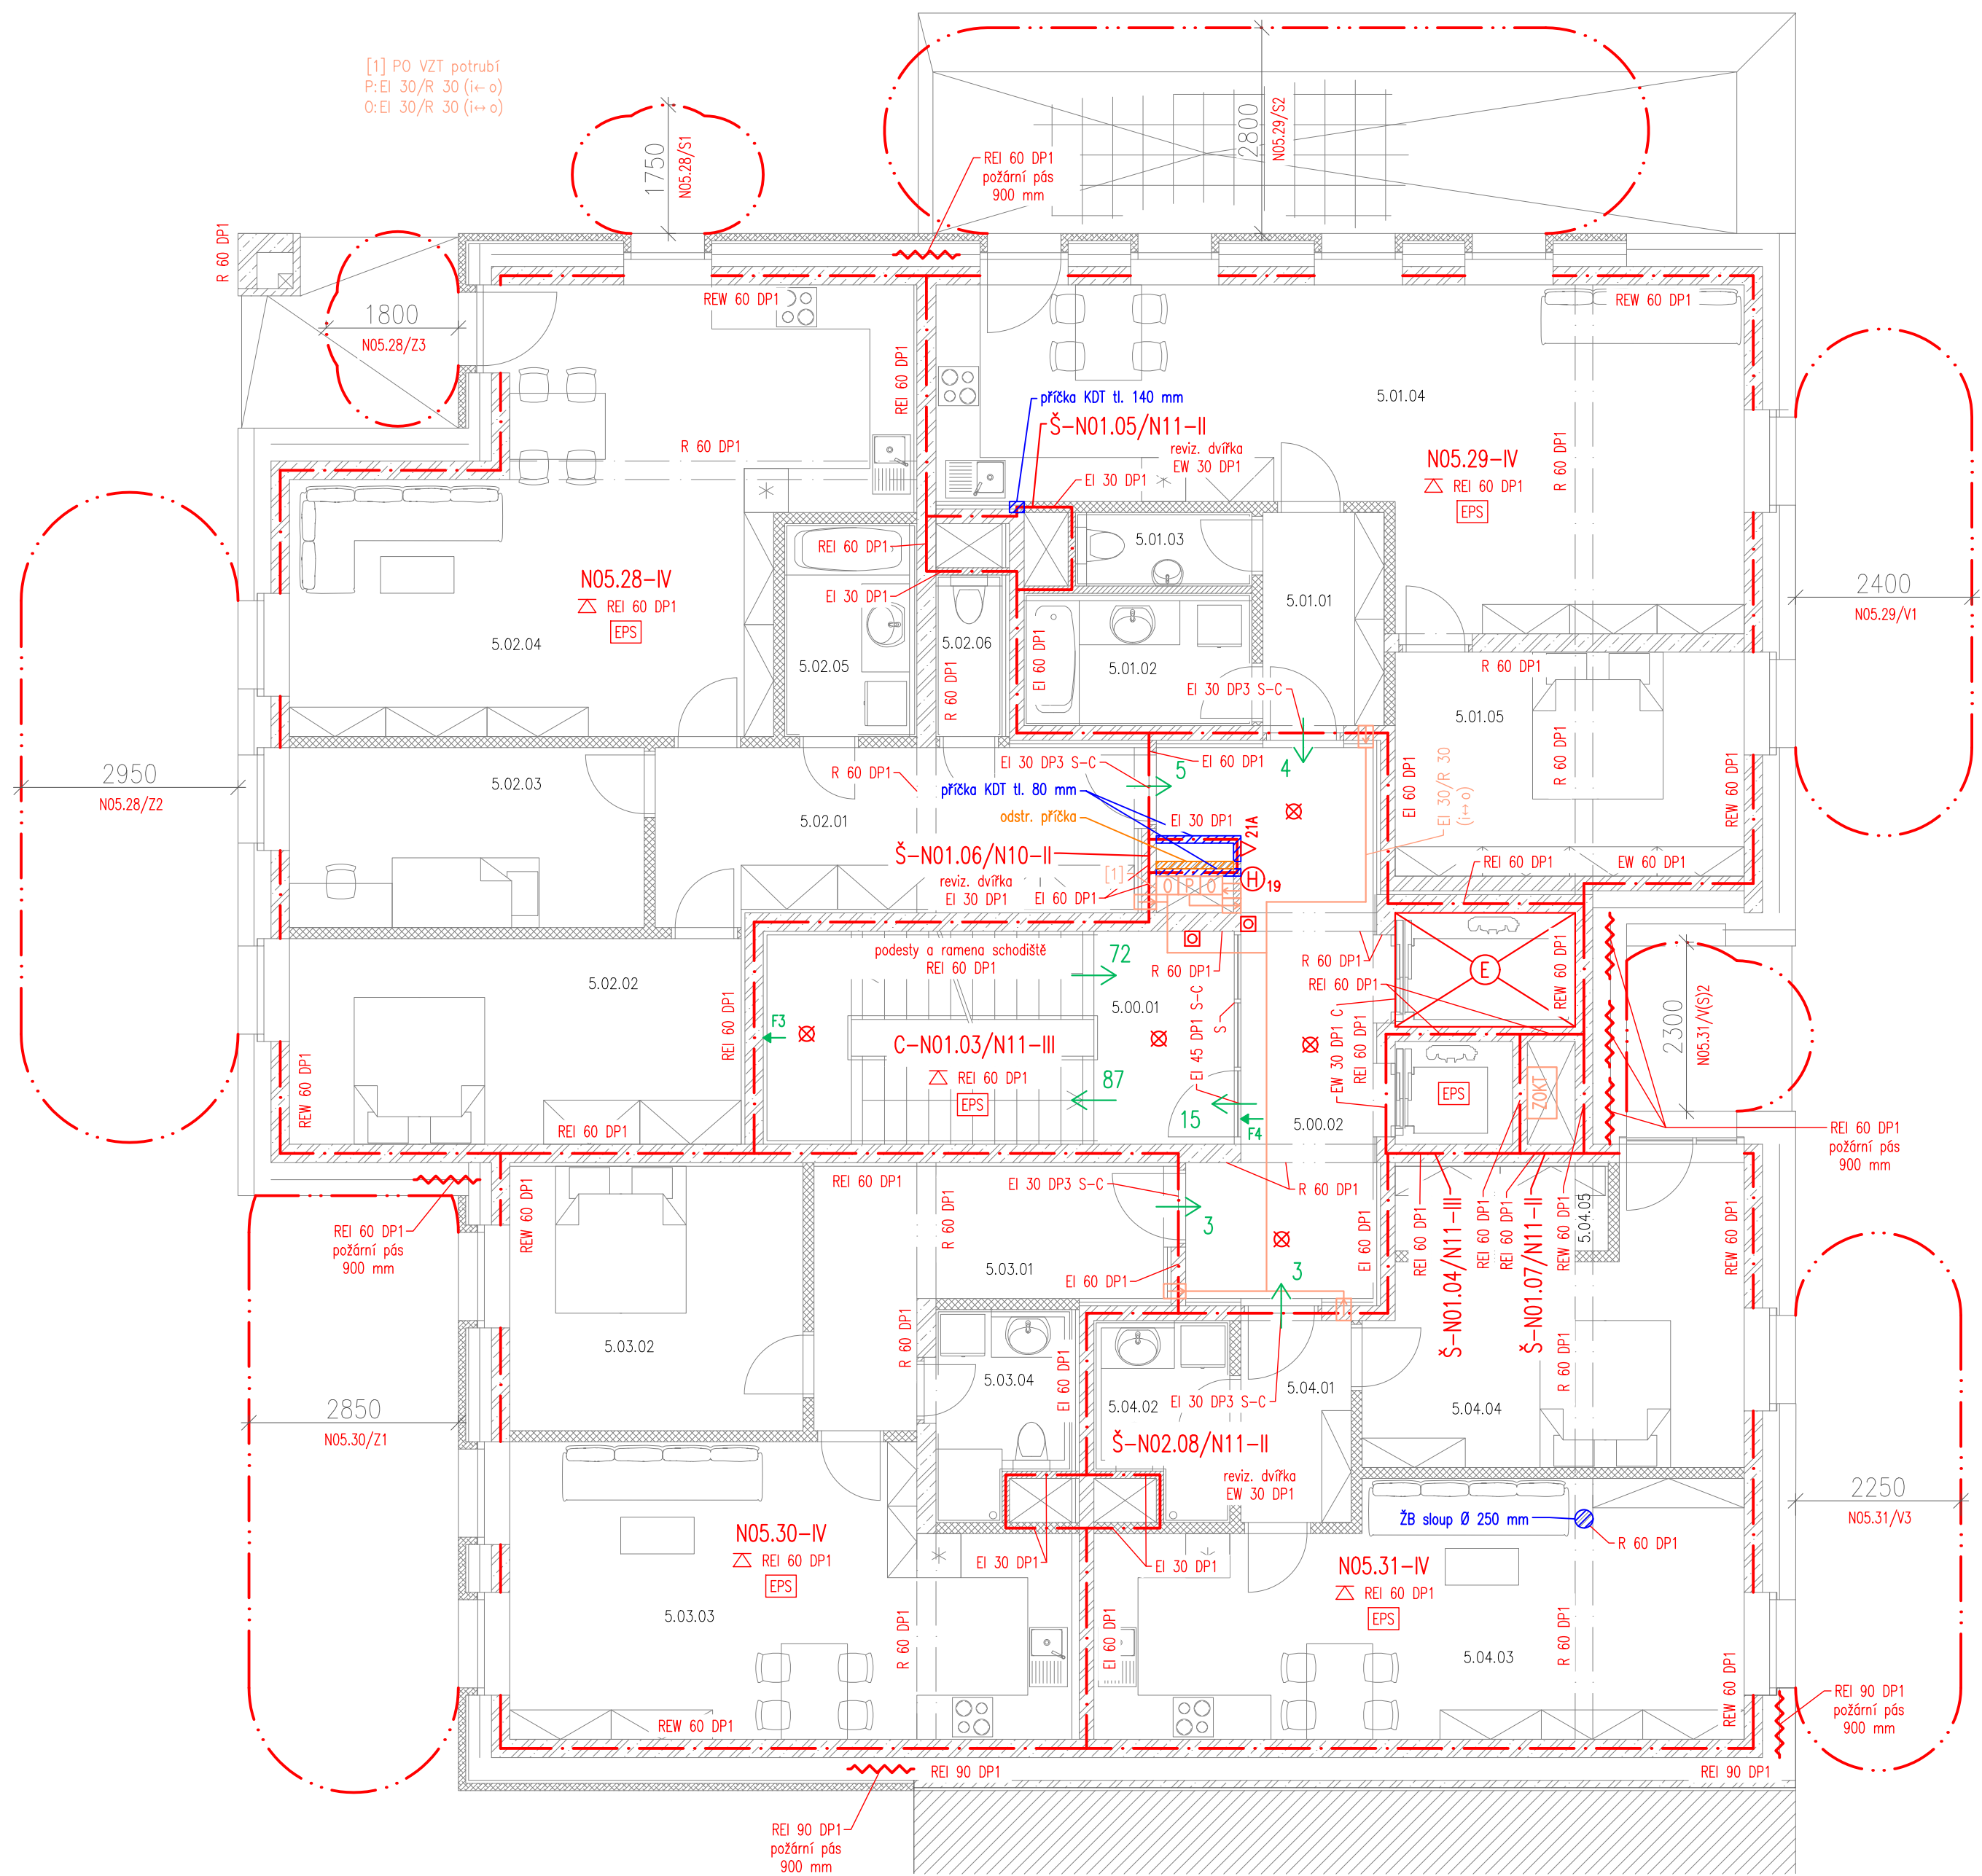 [1] PO VZT potrubí
P:EI 30/R 30 (i← o)
O:EI 30/R 30 (i↔ o)
1750
N05.28/S1
2800
N05.29/S2
REI 60 DP1
požární pás
900 mm
R 60 DP1
1800
N05.28/Z3
REW 60 DP1
REW 60 DP1
REI 60 DP1
5.01.04
příčka KDT tl. 140 mm
Š-N01.05/N11-II
reviz. dvířka
EW 30 DP1
EI 30 DP1
R 60 DP1
N05.29-IV
REI 60 DP1
EPS
R 60 DP1
REI 60 DP1
EI 30 DP1
5.01.03
5.01.01
N05.28-IV
REI 60 DP1
EPS
5.02.04
5.02.05
5.02.06
R 60 DP1
EI 60 DP1
5.01.02
EI 30 DP3 S-C
R 60 DP1
5.01.05
R 60 DP1
REW 60 DP1
2400
N05.29/V1
2950
N05.28/Z2
5.02.03
5.02.01
R 60 DP1
EI 30 DP3 S-C
5
EI 60 DP1
4
EI 60 DP1
EI 30/R 30
(i↔ o)
příčka KDT tl. 80 mm
odstr. příčka
EI 30 DP1
21A
H
19
Š-N01.06/N10-II
reviz. dvířka
EI 30 DP1
[1]
EI 60 DP1
O P O
REI 60 DP1
EW 60 DP1
5.02.02
podesty a ramena schodiště
REI 60 DP1
72
R 60 DP1
5.00.01
R 60 DP1
REI 60 DP1
E
REW 60 DP1
2300
N05.31/V(S)2
REI 60 DP1
F3
C-N01.03/N11-III
REI 60 DP1
EPS
87
EI 45 DP1 S-C
S
15
F4
5.00.02
EW 30 DP1 C
REI 60 DP1
EPS
ZOKT
REW 60 DP1
REI 60 DP1
REI 60 DP1
požární pás
900 mm
REI 60 DP1
požární pás
900 mm
REW 60 DP1
REI 60 DP1
R 60 DP1
EI 30 DP3 S-C
3
R 60 DP1
EI 60 DP1
REI 60 DP1
Š-N01.04/N11-III
REI 60 DP1
REI 60 DP1
Š-N01.07/N11-II
REW 60 DP1
5.04.05
REW 60 DP1
5.03.01
EI 60 DP1
3
5.03.02
R 60 DP1
5.03.04
EI 60 DP1
5.04.02
EI 30 DP3 S-C
5.04.01
5.04.04
R 60 DP1
2850
N05.30/Z1
Š-N02.08/N11-II
reviz. dvířka
EW 30 DP1
2250
N05.31/V3
ŽB sloup Ø 250 mm
R 60 DP1
N05.30-IV
REI 60 DP1
EPS
EI 30 DP1
EI 30 DP1
N05.31-IV
REI 60 DP1
EPS
5.03.03
R 60 DP1
EI 60 DP1
5.04.03
R 60 DP1
REW 60 DP1
REW 60 DP1
REI 90 DP1
požární pás
900 mm
REI 90 DP1
REI 90 DP1
REI 90 DP1
požární pás
900 mm